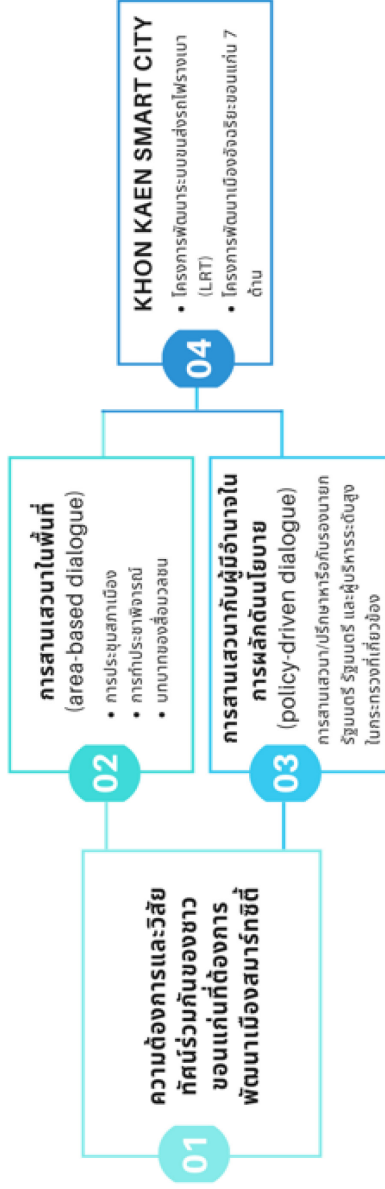 01
ความต้องการและวิสัย
ทัศน์ร่วมกันของชาว
ขอนแก่นที่ต้องการ
พัฒนาเมืองสมาร์ทซิตี้
02
การสานเสวนาในพื้นที่
(area-based dialogue)
• การประชุมสภาเมือง
• การทำประชาพิจารณ์
• บทบาทของสื่อมวลชน
03
การสานเสวนากับผู้มีอำนาจใน
การผลักดันนโยบาย
(policy-driven dialogue)
การสานเสวนา/ปรึกษาหารือกับรองนายก
รัฐมนตรี รัฐมนตรี และผู้บริหารระดับสูง
ในกระทรวงที่เกี่ยวข้อง
04
KHON KAEN SMART CITY
• โครงการพัฒนาระบบขนส่งรถไฟรางเบา
(LRT)
• โครงการพัฒนาเมืองอัจฉริยะขอนแก่น 7
ด้าน